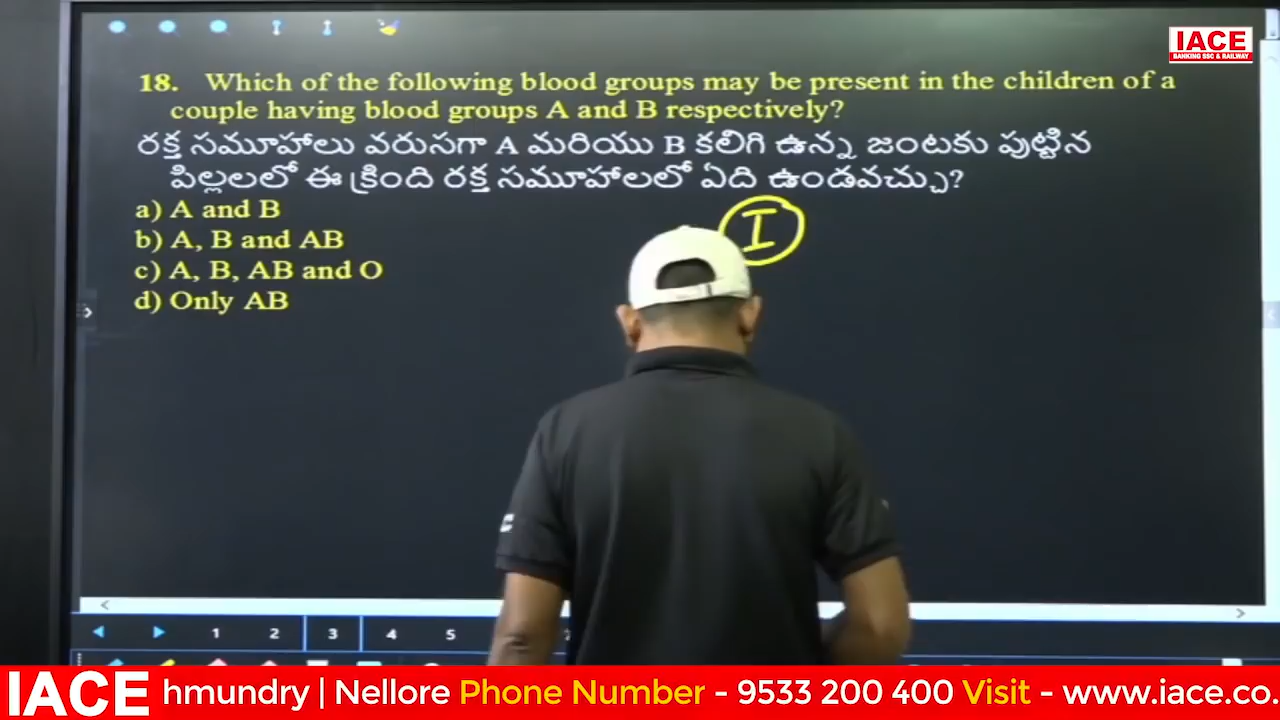 IACE
BANKING SSC & RAILWAY
18. Which of the following blood groups may be present in the children of a
couple having blood groups A and B respectively?
రక్త సమూహాలు వరుసగా A మరియు B కలిగి ఉన్న జంటకు పుట్టిన
పిల్లలలో ఈ క్రింది రక్త సమూహాలలో ఏది ఉండవచ్చు?
a) A and B
b) A, B and AB
c) A, B, AB and O
d) Only AB
I
1 2 3 4 5
IACE hmundry | Nellore Phone Number - 9533 200 400 Visit - www.iace.co.